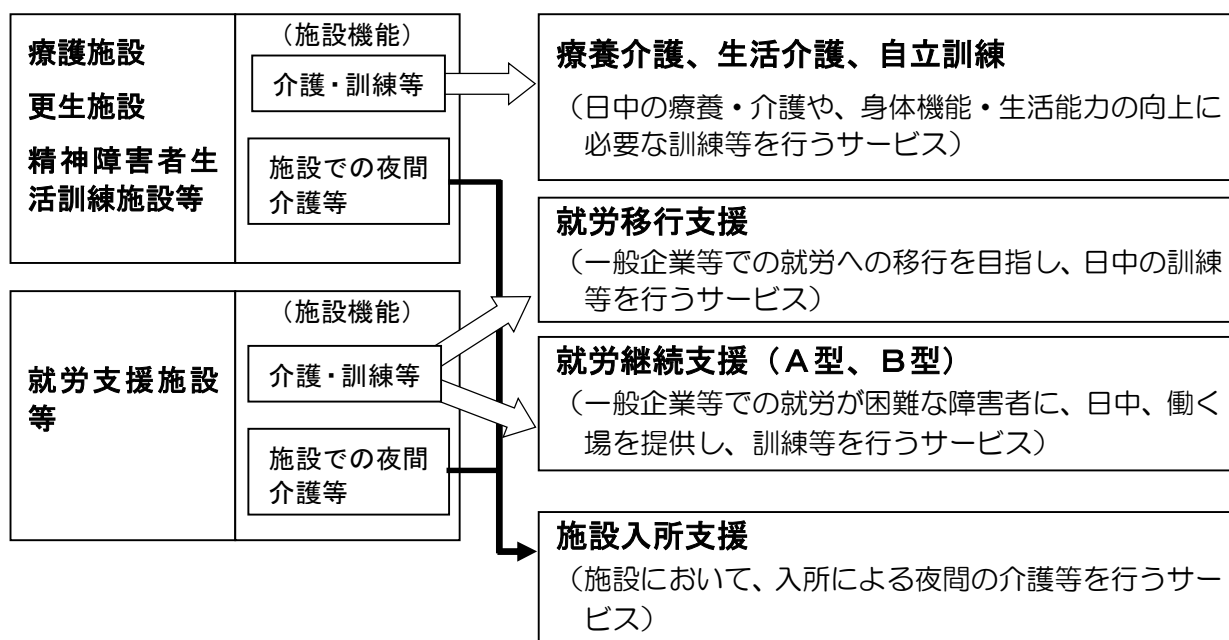 療護施設
更生施設
精神障害者生
活訓練施設等
（施設機能）
介護・訓練等
施設での夜間
介護等
療養介護、生活介護、自立訓練
（日中の療養・介護や、身体機能・生活能力の向上に
必要な訓練等を行うサービス）
就労移行支援
（一般企業等での就労への移行を目指し、日中の訓練
等を行うサービス）
就労支援施設
等
（施設機能）
介護・訓練等
施設での夜間
介護等
就労継続支援（Ａ型、Ｂ型）
（一般企業等での就労が困難な障害者に、日中、働く
場を提供し、訓練等を行うサービス）
施設入所支援
（施設において、入所による夜間の介護等を行うサー
ビス）